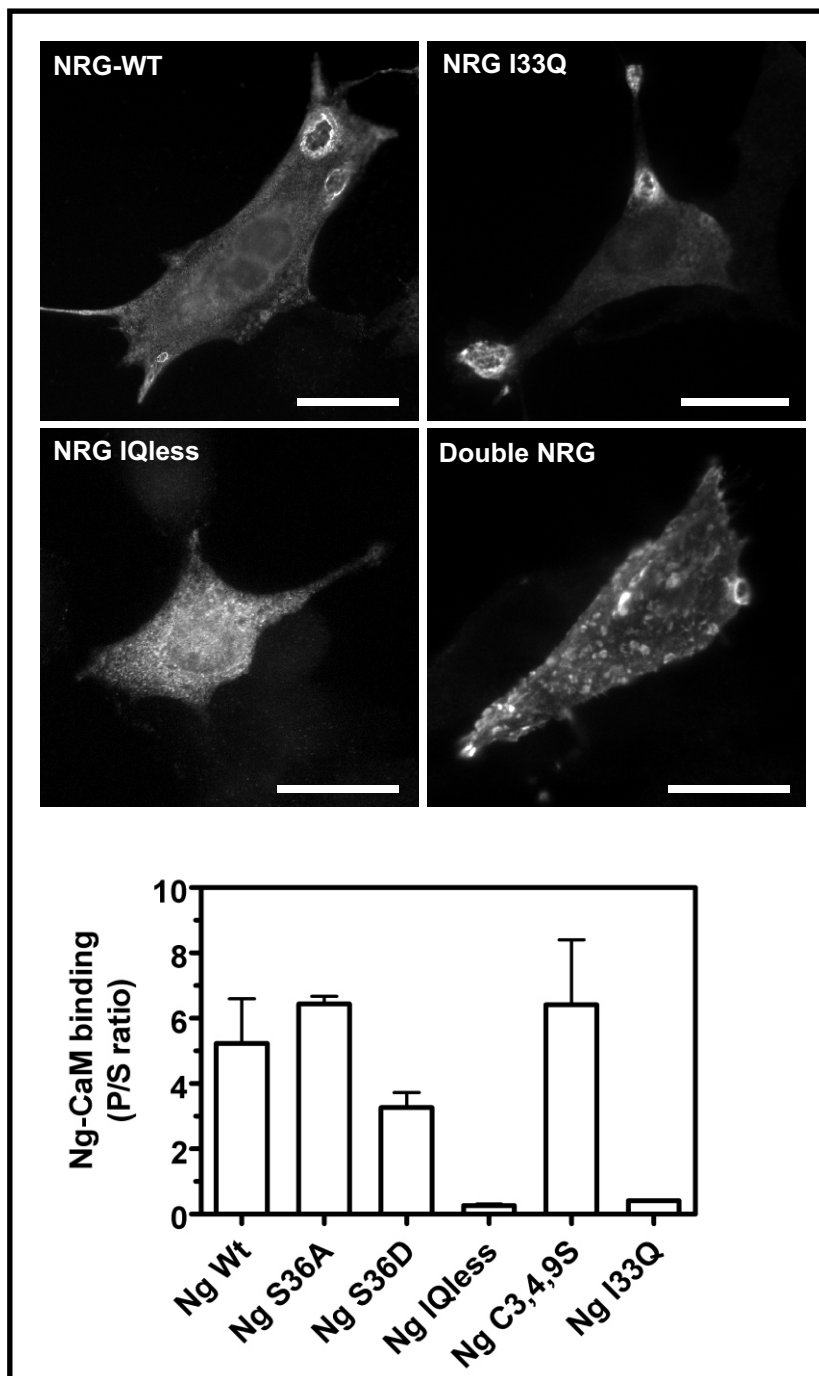 NRG-WT
NRG I33Q
NRG IQless
Double NRG
10
8
6
4
2
0
Ng-CaM binding
(P/S ratio)
Ng Wt
Ng S36A
Ng S36D
Ng IQless
Ng C3,4,9S
Ng I33Q